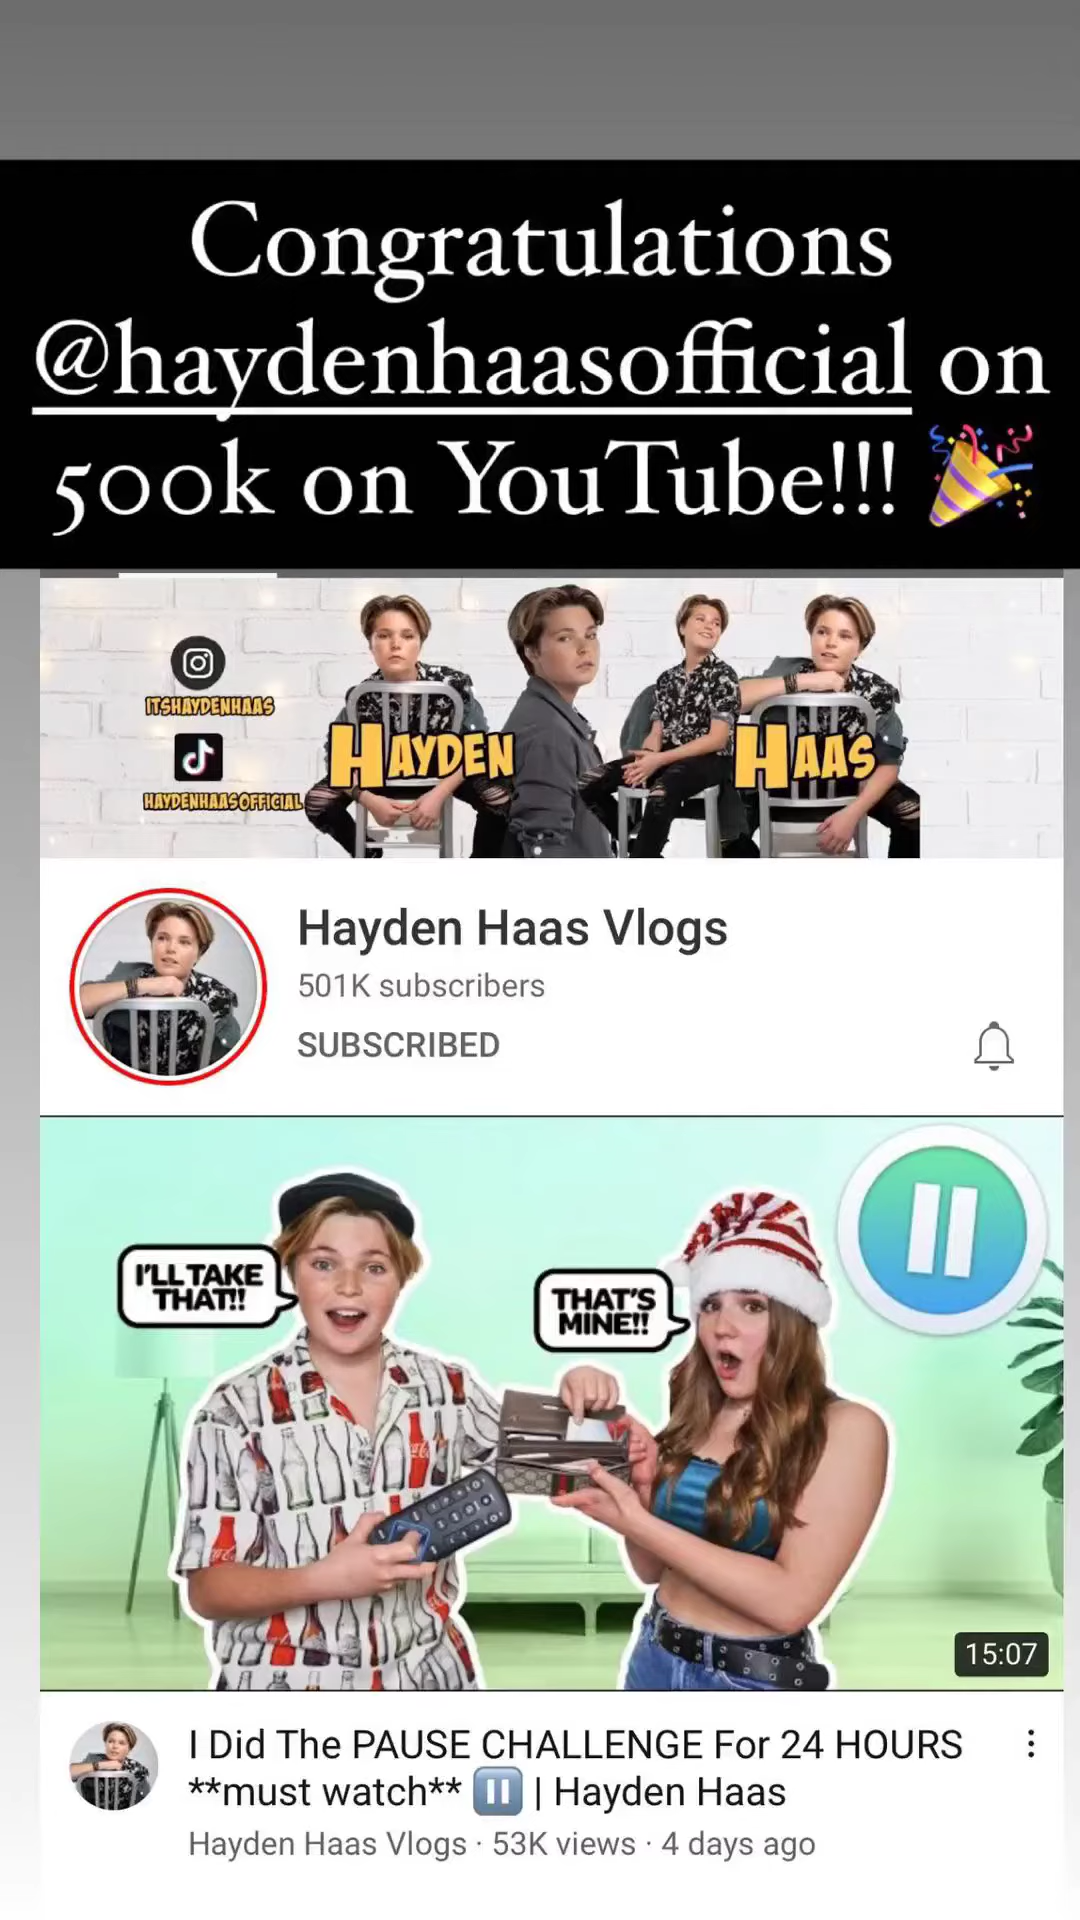 Congratulations
@haydenhaasofficial on
500k on YouTube!!! 🎉
ITSHAYDENHAAS
HAYDENHAASOFFICIAL
HAYDEN
HAAS
Hayden Haas Vlogs
501K subscribers
SUBSCRIBED
I'LL TAKE
THAT!!
THAT'S
MINE!!
15:07
I Did The PAUSE CHALLENGE For 24 HOURS
**must watch** ⏸️ | Hayden Haas
Hayden Haas Vlogs · 53K views · 4 days ago